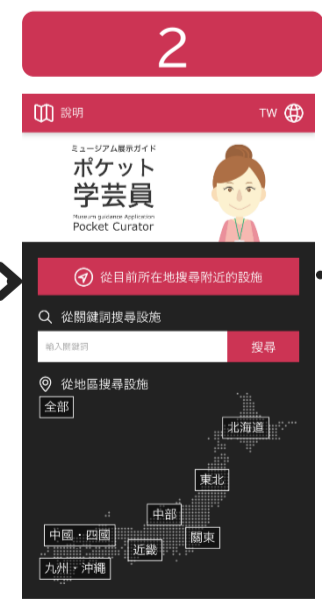 2
說明
TW
ミュージアム展示ガイド
ポケット
学芸員
Museum guidance Application
Pocket Curator
從目前所在地搜尋附近的設施
從關鍵詞搜尋設施
輸入關鍵詞
搜尋
從地區搜尋設施
全部
北海道
東北
中部
中國・四國
關東
近畿
九州・沖繩